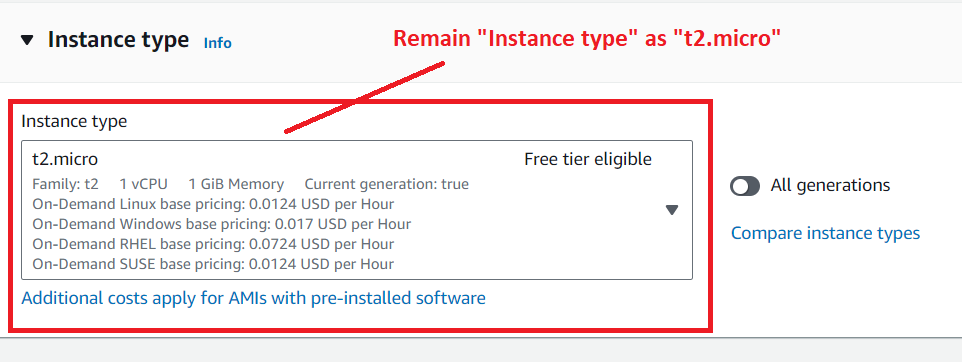 Instance type Info
Remain "Instance type" as "t2.micro"
Instance type
t2.micro Free tier eligible
Family: t2 1 vCPU 1 GiB Memory Current generation: true
On-Demand Linux base pricing: 0.0124 USD per Hour
On-Demand Windows base pricing: 0.017 USD per Hour
On-Demand RHEL base pricing: 0.0724 USD per Hour
On-Demand SUSE base pricing: 0.0124 USD per Hour
Additional costs apply for AMIs with pre-installed software
All generations
Compare instance types